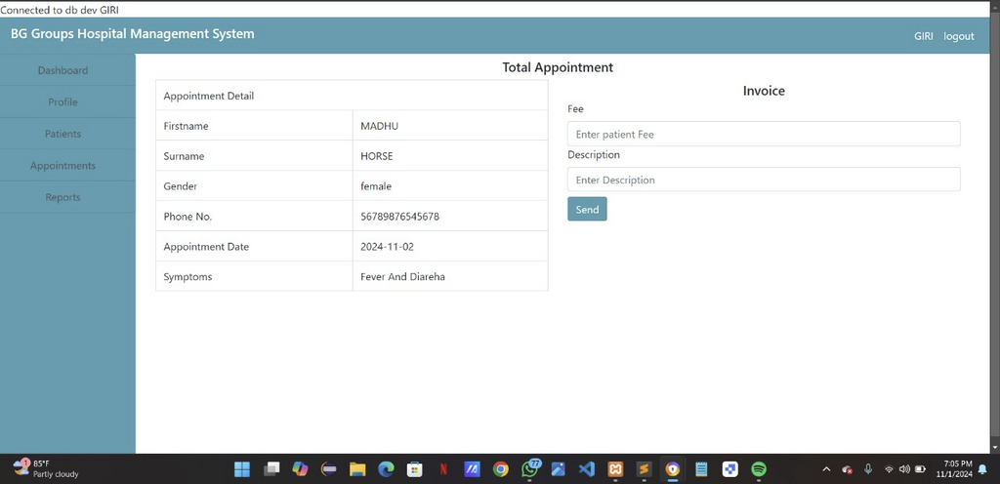 Connected to db dev GIRI
BG Groups Hospital Management System
GIRI logout
Dashboard
Profile
Patients
Appointments
Reports
Total Appointment
Appointment Detail
Firstname MADHU
Surname HORSE
Gender female
Phone No. 56789876545678
Appointment Date 2024-11-02
Symptoms Fever And Diareha
Invoice
Fee
Enter patient Fee
Description
Enter Description
Send
1
85°F
Partly cloudy
77
7:05 PM
11/1/2024